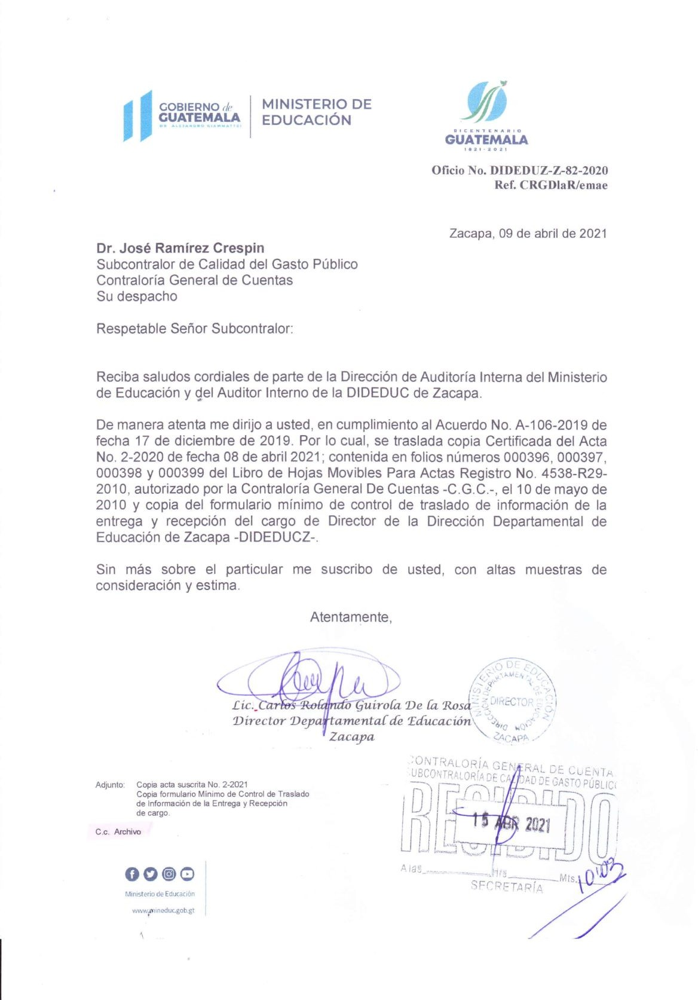 GOBIERNO de
GUATEMALA
DR. ALEJANDRO GIAMMATTEI
MINISTERIO DE
EDUCACIÓN
BICENTENARIO
GUATEMALA
1821-2021
Oficio No. DIDEDUZ-Z-82-2020
Ref. CRGDlaR/emae
Zacapa, 09 de abril de 2021
Dr. José Ramírez Crespin
Subcontralor de Calidad del Gasto Público
Contraloría General de Cuentas
Su despacho
Respetable Señor Subcontralor:
Reciba saludos cordiales de parte de la Dirección de Auditoría Interna del Ministerio
de Educación y del Auditor Interno de la DIDEDUC de Zacapa.
De manera atenta me dirijo a usted, en cumplimiento al Acuerdo No. A-106-2019 de
fecha 17 de diciembre de 2019. Por lo cual, se traslada copia Certificada del Acta
No. 2-2020 de fecha 08 de abril 2021; contenida en folios números 000396, 000397,
000398 y 000399 del Libro de Hojas Movibles Para Actas Registro No. 4538-R29-
2010, autorizado por la Contraloría General De Cuentas -C.G.C.-, el 10 de mayo de
2010 y copia del formulario mínimo de control de traslado de información de la
entrega y recepción del cargo de Director de la Dirección Departamental de
Educación de Zacapa -DIDEDUCZ-.
Sin más sobre el particular me suscribo de usted, con altas muestras de
consideración y estima.
Atentamente,
Lic. Carlos Rolando Guirola De la Rosa
Director Departamental de Educación
Zacapa
MINISTERIO DE EDUCACIÓN
DIRECCIÓN DEPARTAMENTAL DE EDUCACIÓN
DIRECTOR
ZACAPA
CONTRALORÍA GENERAL DE CUENTA
SUBCONTRALORÍA DE CALIDAD DE GASTO PÚBLICO
RECIBIDO
15 ABR 2021
A las Hrs Mts. 10:03
SECRETARÍA
Adjunto: Copia acta suscrita No. 2-2021
Copia formulario Mínimo de Control de Traslado
de Información de la Entrega y Recepción
de cargo.
C.c. Archivo
Ministerio de Educación
www.mineduc.gob.gt